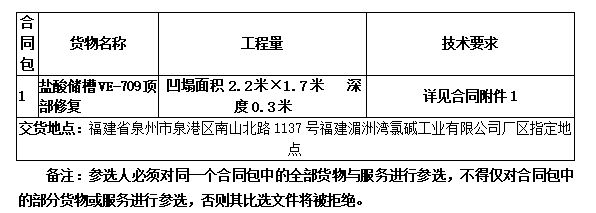 合同包 货物名称 工程量 技术要求
1 盐酸储槽VE-709顶部修复 凹塌面积2.2米×1.7米 深度0.3米 详见合同附件1
交货地点：福建省泉州市泉港区南山北路1137号福建湄洲湾氯碱工业有限公司厂区指定地
点
备注：参选人必须对同一个合同包中的全部货物与服务进行参选，不得仅对合同包中
的部分货物或服务进行参选，否则其比选文件将被拒绝。